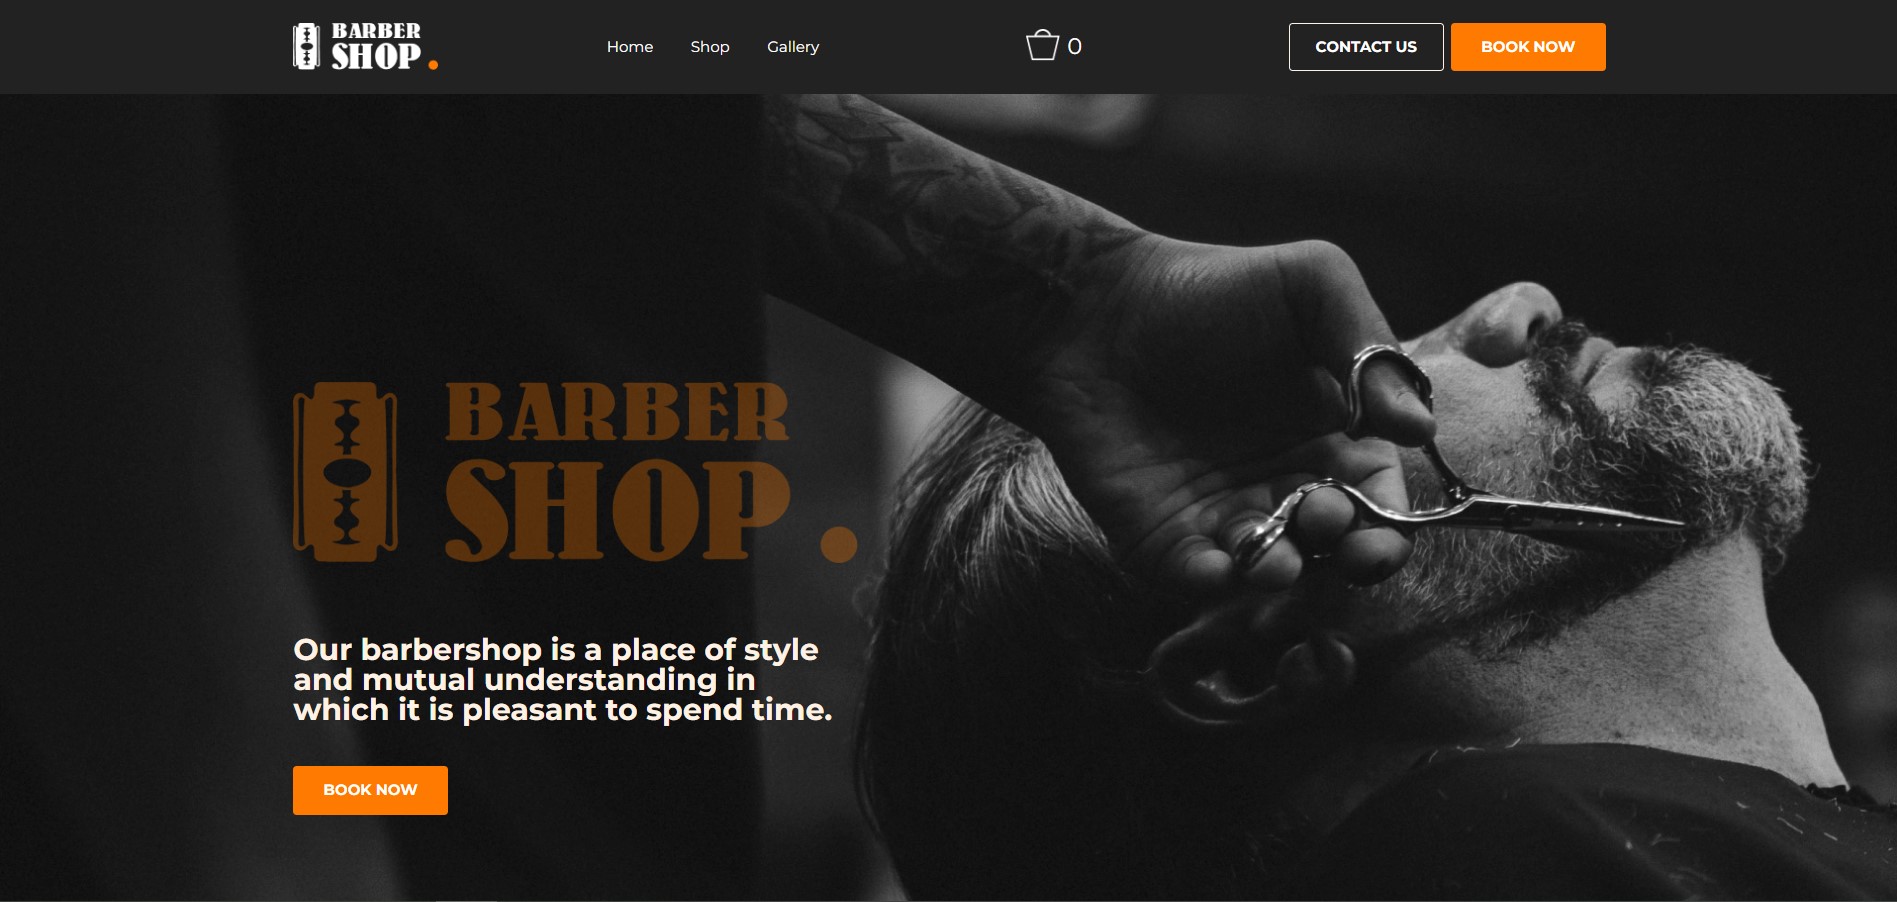 BARBER
SHOP.
Home
Shop
Gallery
0
CONTACT US
BOOK NOW
BARBER
SHOP.
Our barbershop is a place of style
and mutual understanding in
which it is pleasant to spend time.
BOOK NOW